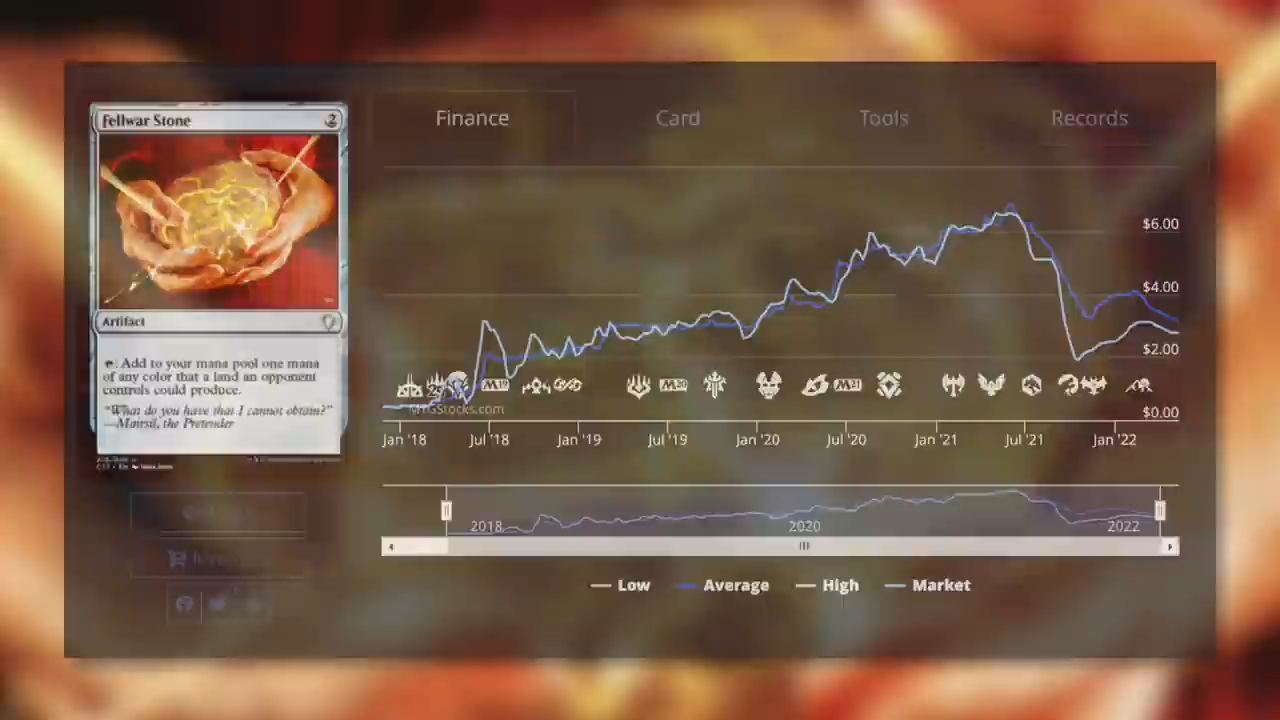 Fellwar Stone 2
Artifact
: Add to your mana pool one mana
of any color that a land an opponent
controls could produce.
"What do you have that I cannot obtain?"
—Mairsil, the Pretender
Finance Card Tools Records
$6.00
$4.00
$2.00
$0.00
M19 M20 M21
MTGStocks.com
Jan '18 Jul '18 Jan '19 Jul '19 Jan '20 Jul '20 Jan '21 Jul '21 Jan '22
2018 2020 2022
Low Average High Market